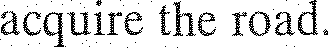 acquire the road.